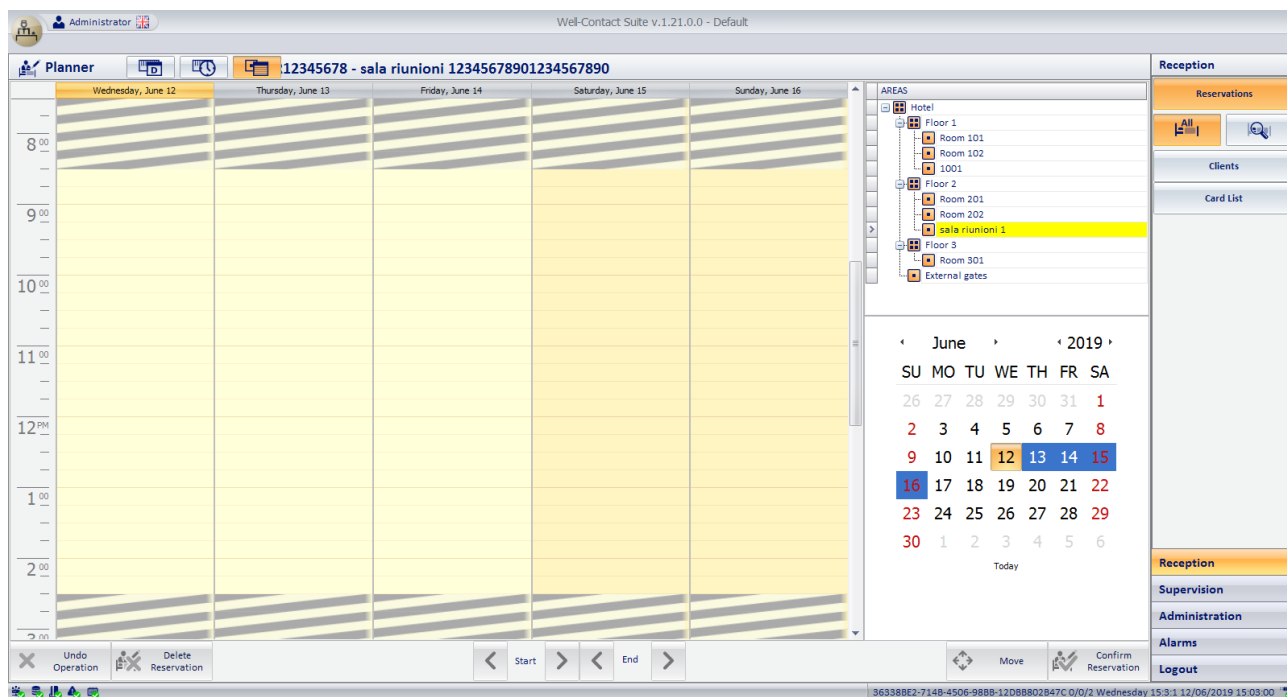 Administrator
Well-Contact Suite v.1.21.0.0 - Default
Planner
D
12345678 - sala riunioni 12345678901234567890
Reception
Wednesday, June 12
Thursday, June 13
Friday, June 14
Saturday, June 15
Sunday, June 16
8 00
9 00
10 00
11 00
12 PM
1 00
2 00
3 00
AREAS
Hotel
Floor 1
Room 101
Room 102
1001
Floor 2
Room 201
Room 202
sala riunioni 1
Floor 3
Room 301
External gates
June 2019
SU MO TU WE TH FR SA
26 27 28 29 30 31 1
2 3 4 5 6 7 8
9 10 11 12 13 14 15
16 17 18 19 20 21 22
23 24 25 26 27 28 29
30 1 2 3 4 5 6
Today
Reservations
All
Clients
Card List
Reception
Supervision
Administration
Alarms
Logout
Undo Operation
Delete Reservation
Start
End
Move
Confirm Reservation
363388E2-714B-4506-98BB-12DBB802B47C 0/0/2 Wednesday 15:3:1 12/06/2019 15:03:00